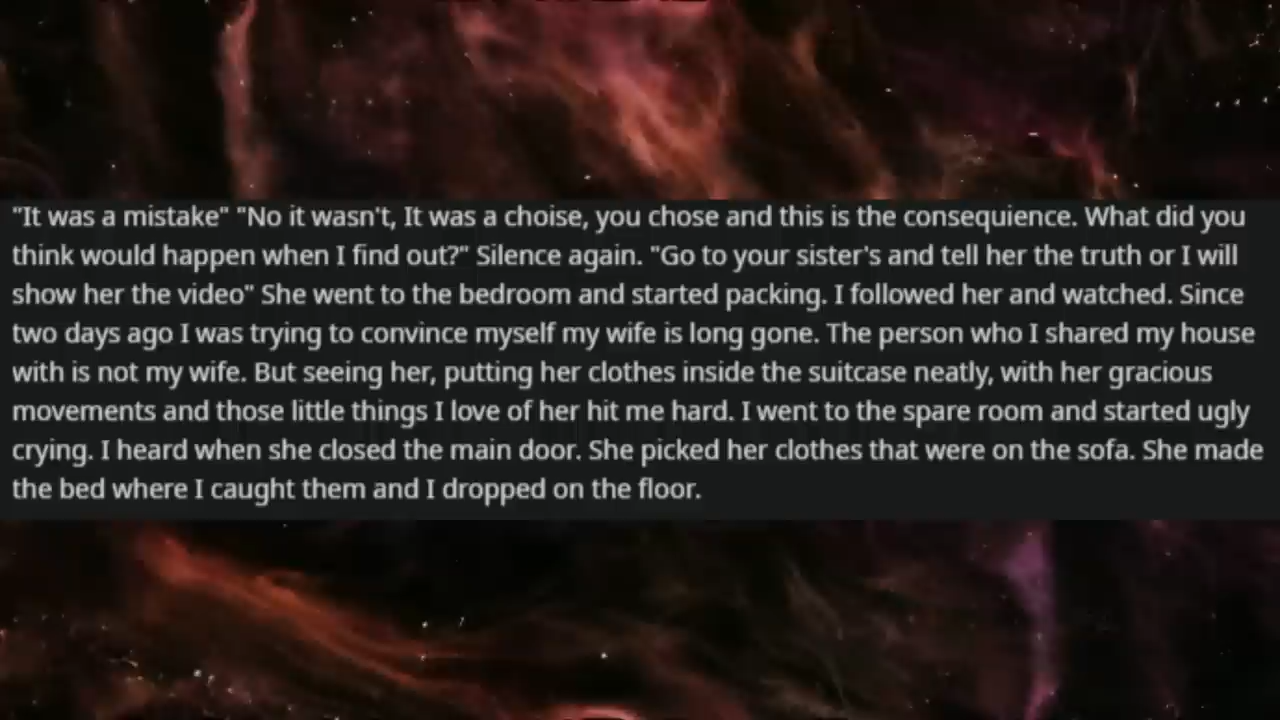 "It was a mistake" "No it wasn't, It was a choise, you chose and this is the consequience. What did you
think would happen when I find out?" Silence again. "Go to your sister's and tell her the truth or I will
show her the video" She went to the bedroom and started packing. I followed her and watched. Since
two days ago I was trying to convince myself my wife is long gone. The person who I shared my house
with is not my wife. But seeing her, putting her clothes inside the suitcase neatly, with her gracious
movements and those little things I love of her hit me hard. I went to the spare room and started ugly
crying. I heard when she closed the main door. She picked her clothes that were on the sofa. She made
the bed where I caught them and I dropped on the floor.